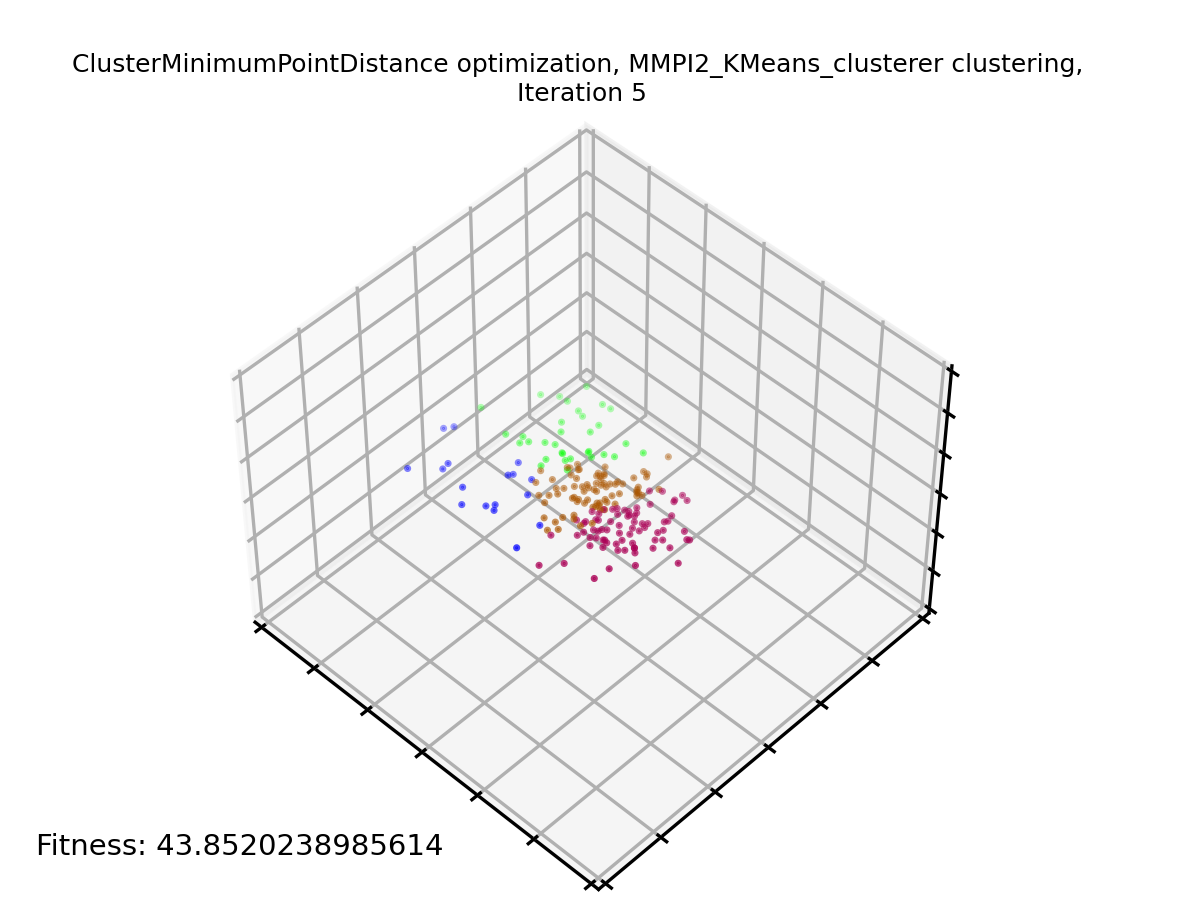 ClusterMinimumPointDistance optimization, MMPI2_KMeans_clusterer clustering,
Iteration 5
Fitness: 43.8520238985614